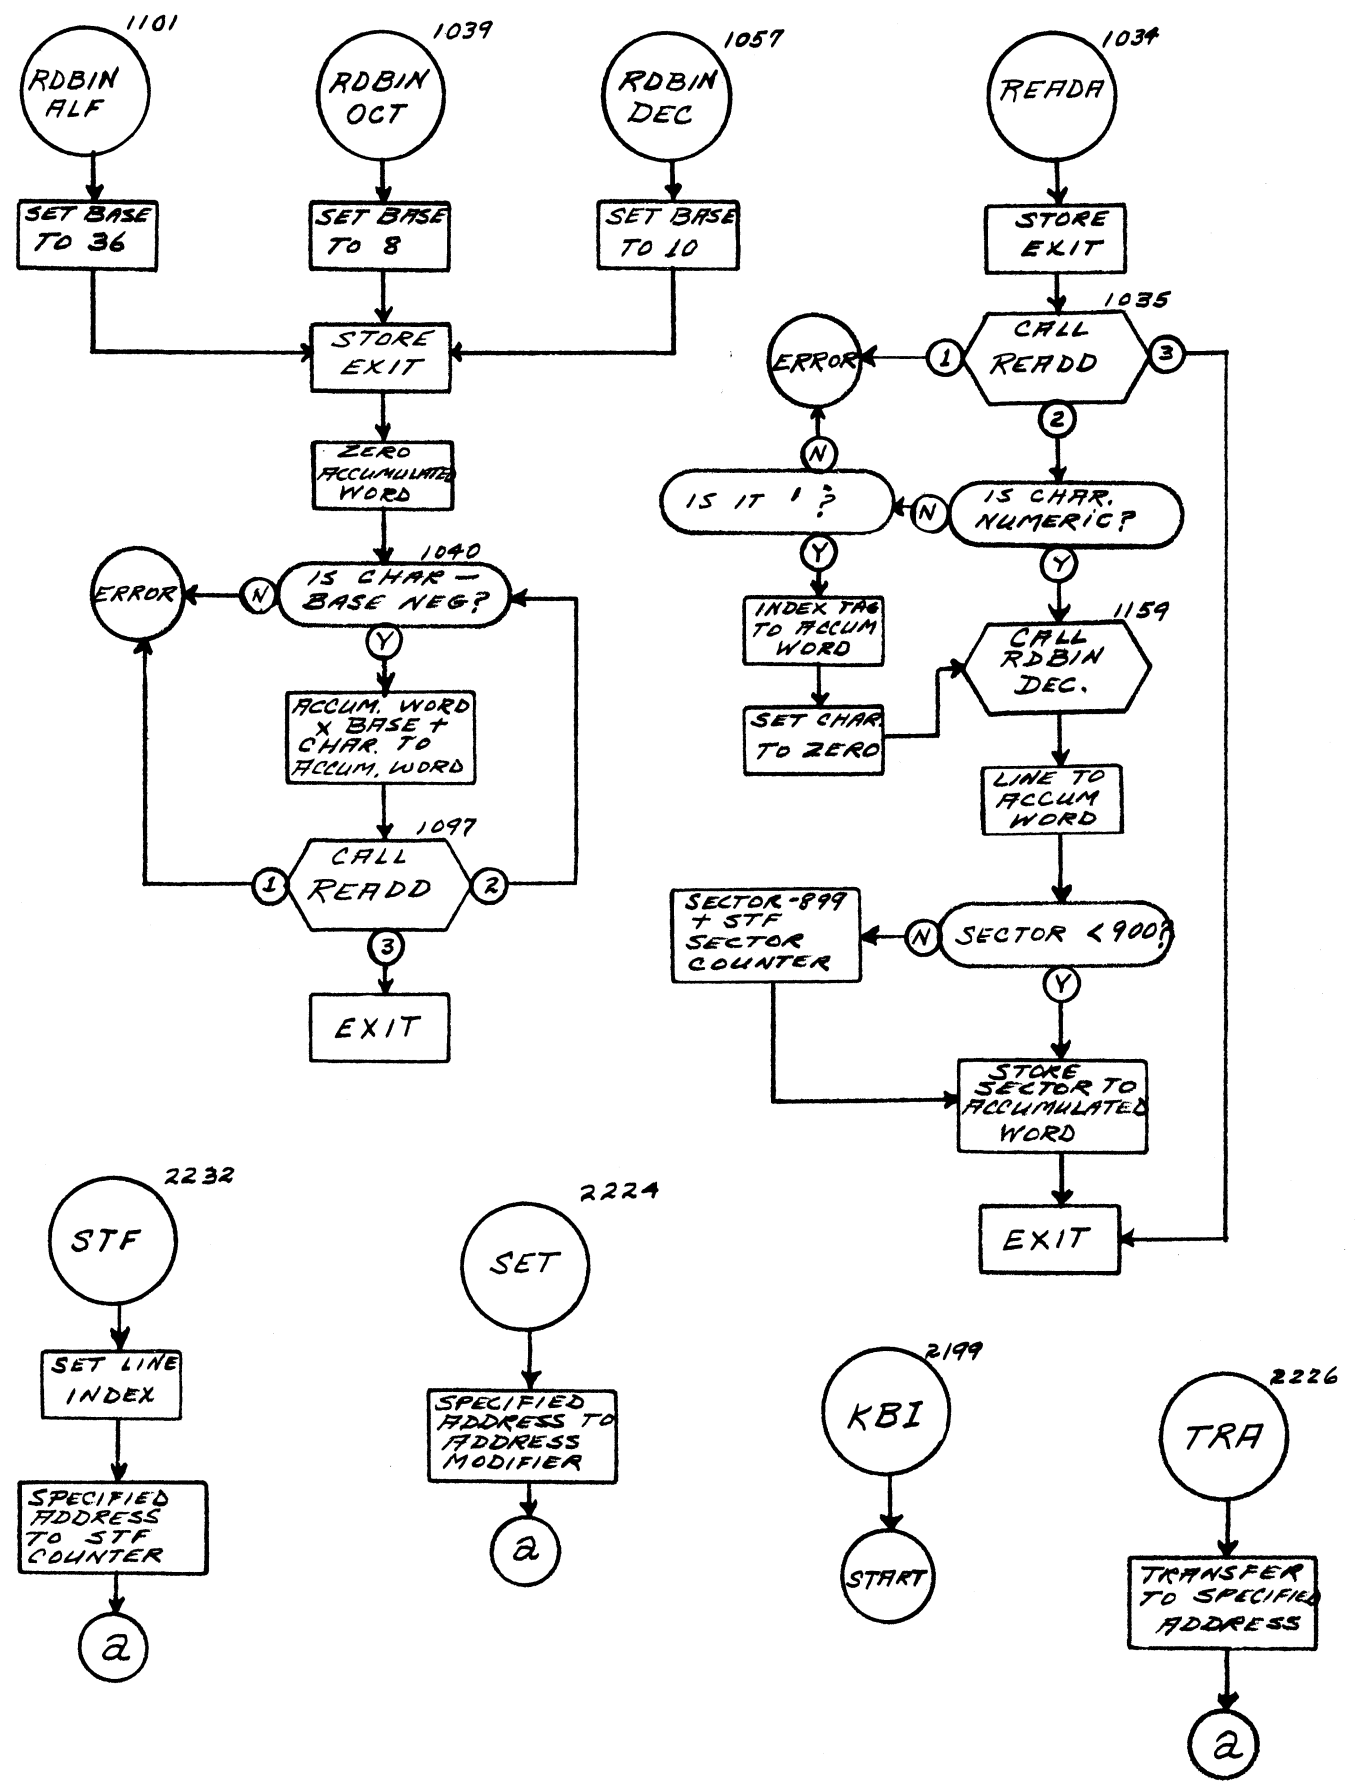 1101
RDBIN
ALF
SET BASE
TO 36
1039
RDBIN
OCT
SET BASE
TO 8
1057
RDBIN
DEC
SET BASE
TO 10
STORE
EXIT
ZERO
ACCUMULATED
WORD
1040
IS CHAR —
BASE NEG?
N
ERROR
Y
ACCUM. WORD
X BASE +
CHAR. TO
ACCUM. WORD
1097
CALL
READD
1
2
3
EXIT
1034
READA
STORE
EXIT
1035
CALL
READD
1
3
ERROR
2
N
IS IT ' ?
N
IS CHAR.
NUMERIC?
Y
Y
INDEX TAG
TO ACCUM
WORD
SET CHAR.
TO ZERO
1159
CALL
RDBIN
DEC.
LINE TO
ACCUM
WORD
SECTOR < 900?
N
SECTOR-899
+ STF
SECTOR
COUNTER
Y
STORE
SECTOR TO
ACCUMULATED
WORD
EXIT
2232
STF
SET LINE
INDEX
SPECIFIED
ADDRESS
TO STF
COUNTER
a
2224
SET
SPECIFIED
ADDRESS TO
ADDRESS
MODIFIER
a
2199
KBI
START
2226
TRA
TRANSFER
TO SPECIFIED
ADDRESS
a